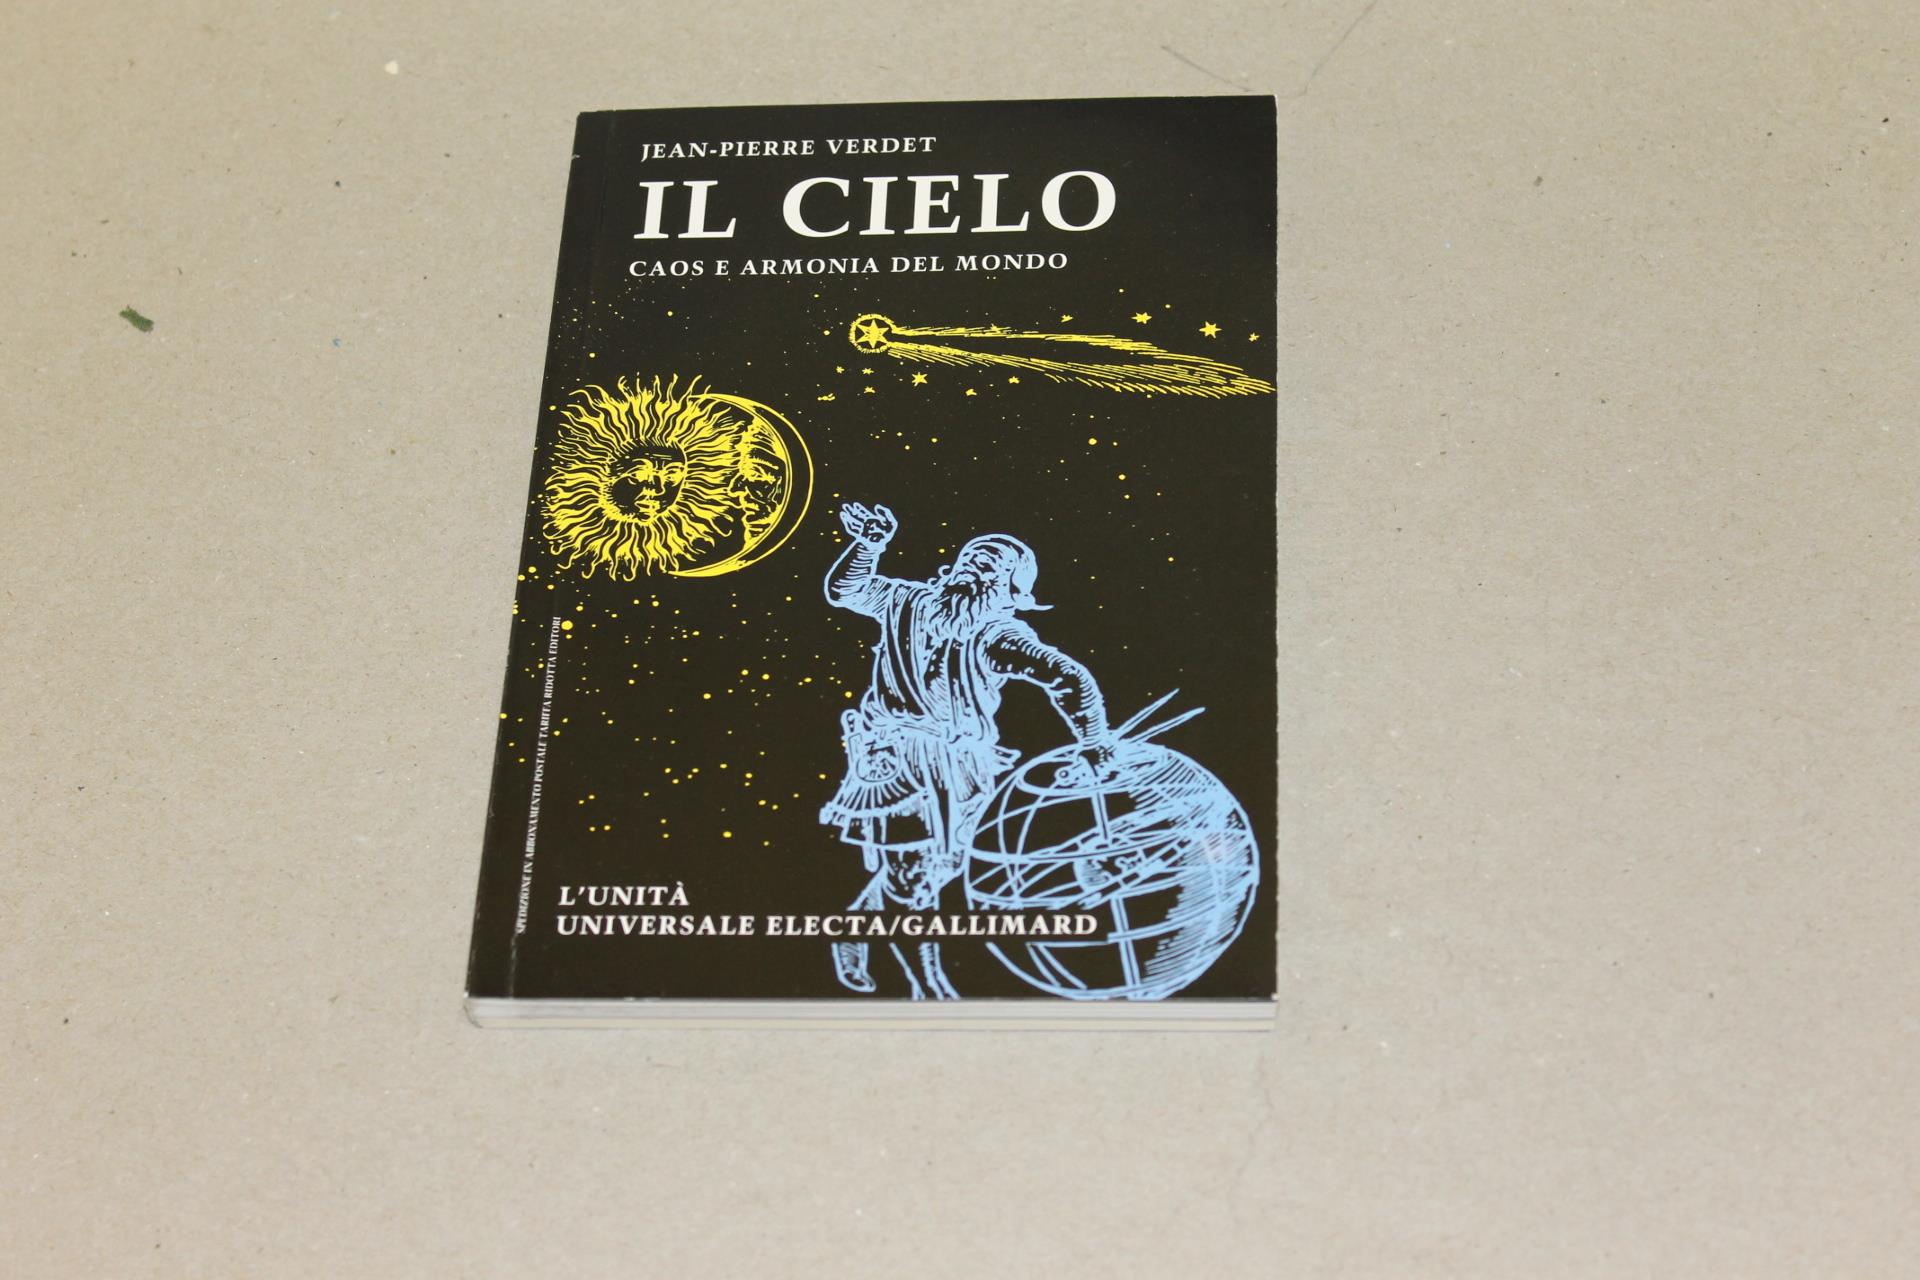 JEAN-PIERRE VERDET
IL CIELO
CAOS E ARMONIA DEL MONDO
SPEDIZIONE IN ABBONAMENTO POSTALE TARIFFA RIDOTTA EDITORI
L'UNITÀ
UNIVERSALE ELECTA/GALLIMARD